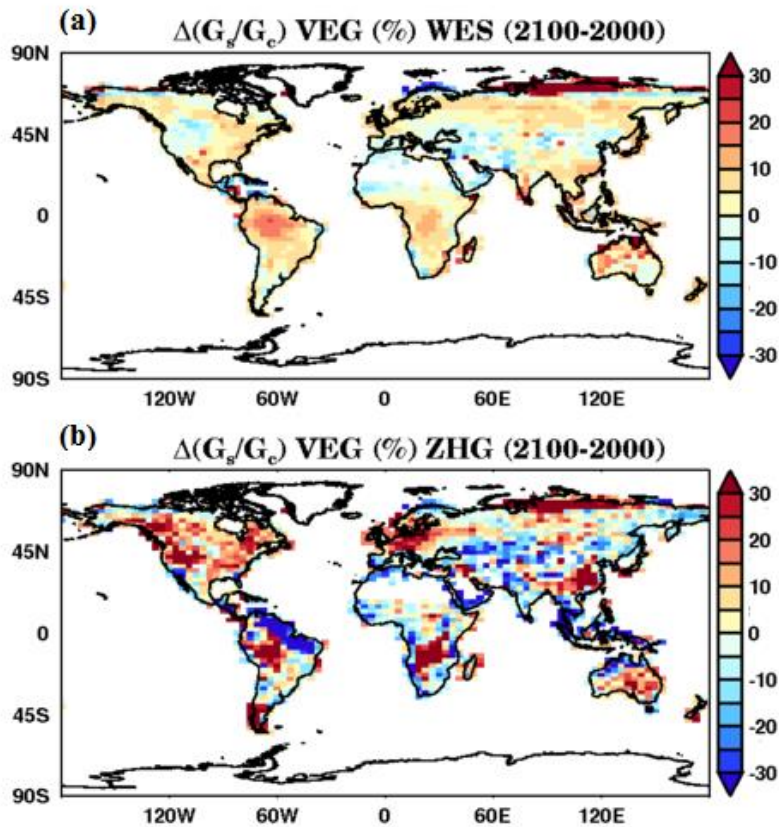 (a)
Δ(Gs/Gc) VEG (%) WES (2100-2000)
90N
45N
0
45S
90S
120W 60W 0 60E 120E
30
20
10
0
-10
-20
-30
(b)
Δ(Gs/Gc) VEG (%) ZHG (2100-2000)
90N
45N
0
45S
90S
120W 60W 0 60E 120E
30
20
10
0
-10
-20
-30